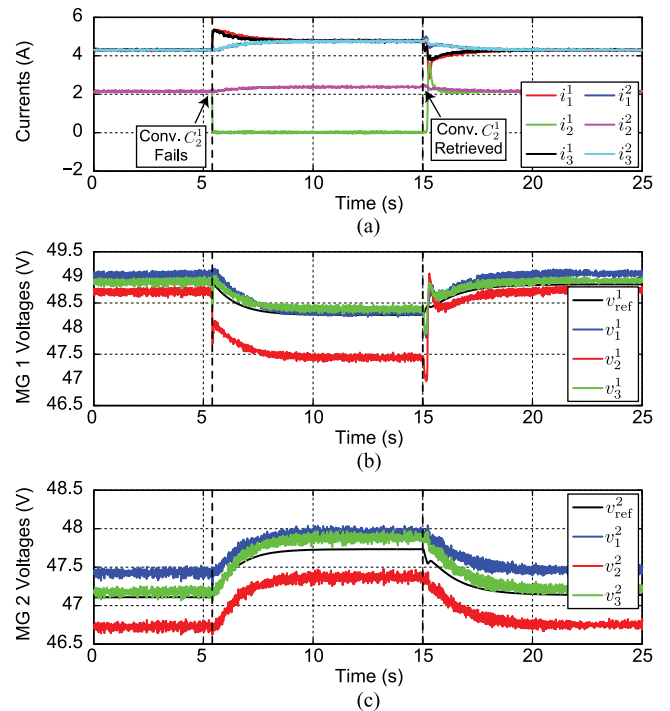 6
4
2
0
−2
Currents (A)
Conv. C₂¹
Fails
Conv. C₂¹
Retrieved
i₁¹ i₁²
i₂¹ i₂²
i₃¹ i₃²
0 5 10 15 20 25
Time (s)
(a)
49.5
49
48.5
48
47.5
47
46.5
MG 1 Voltages (V)
v_ref¹
v₁¹
v₂¹
v₃¹
0 5 10 15 20 25
Time (s)
(b)
48.5
48
47.5
47
46.5
MG 2 Voltages (V)
v_ref²
v₁²
v₂²
v₃²
0 5 10 15 20 25
Time (s)
(c)